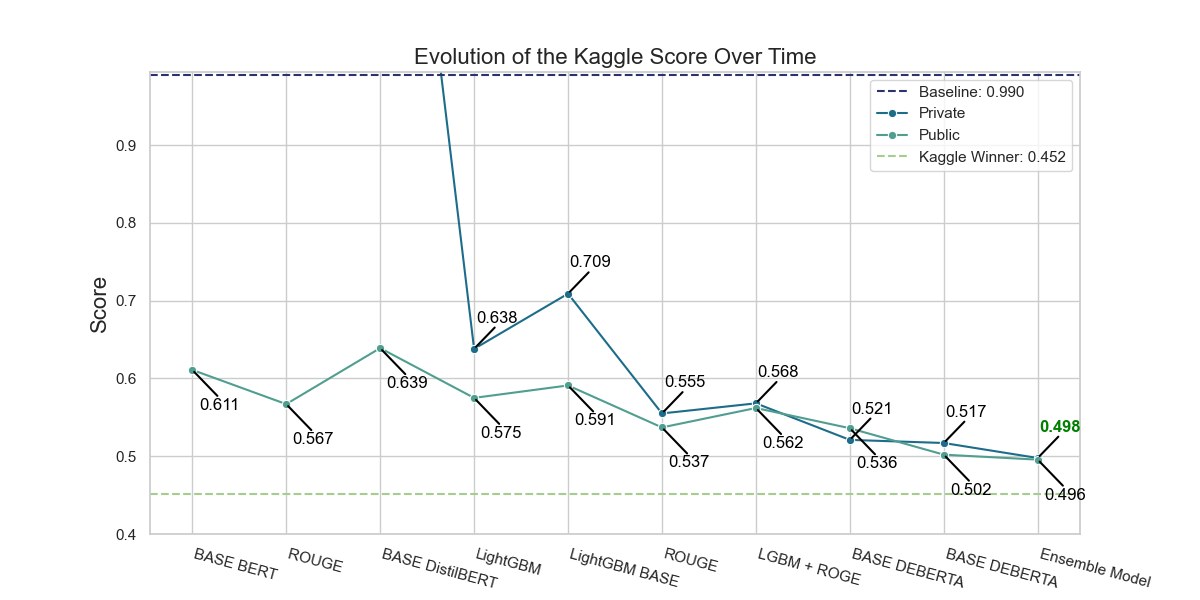 Evolution of the Kaggle Score Over Time
Baseline: 0.990
Private
Public
Kaggle Winner: 0.452
Score
0.9
0.8
0.7
0.6
0.5
0.4
0.709
0.638
0.555
0.568
0.521
0.517
0.498
0.611
0.567
0.639
0.575
0.591
0.537
0.562
0.536
0.502
0.496
BASE BERT
ROUGE
BASE DistilBERT
LightGBM
LightGBM BASE
ROUGE
LGBM + ROGE
BASE DEBERTA
BASE DEBERTA
Ensemble Model